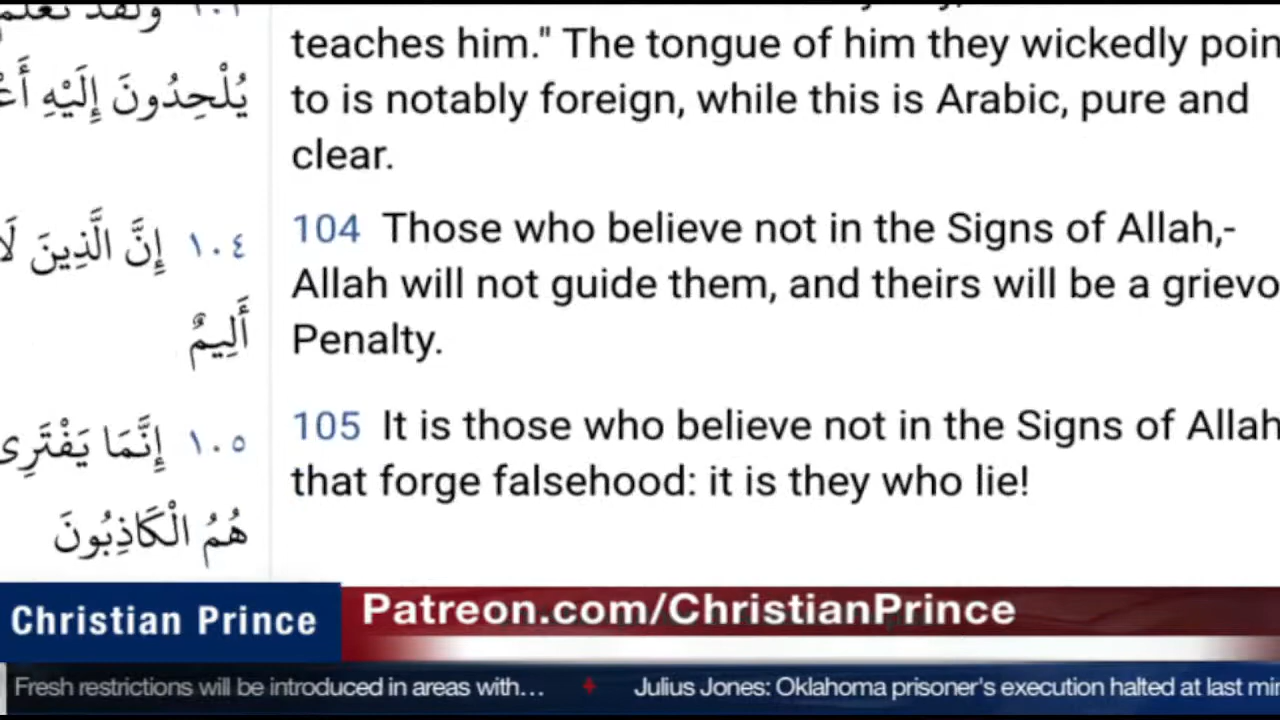 ١٠٣ وَلَقَدْ نَعْلَمُ
teaches him." The tongue of him they wickedly poin
يُلْحِدُونَ إِلَيْهِ
to is notably foreign, while this is Arabic, pure and
clear.
104 Those who believe not in the Signs of Allah,-
١٠٤ إِنَّ الَّذِينَ لَا
Allah will not guide them, and theirs will be a grievo
أَلِيمٌ
Penalty.
105 It is those who believe not in the Signs of Allah
١٠٥ إِنَّمَا يَفْتَرِي
that forge falsehood: it is they who lie!
هُمُ الْكَاذِبُونَ
Christian Prince
Patreon.com/ChristianPrince
Fresh restrictions will be introduced in areas with... Julius Jones: Oklahoma prisoner's execution halted at last min